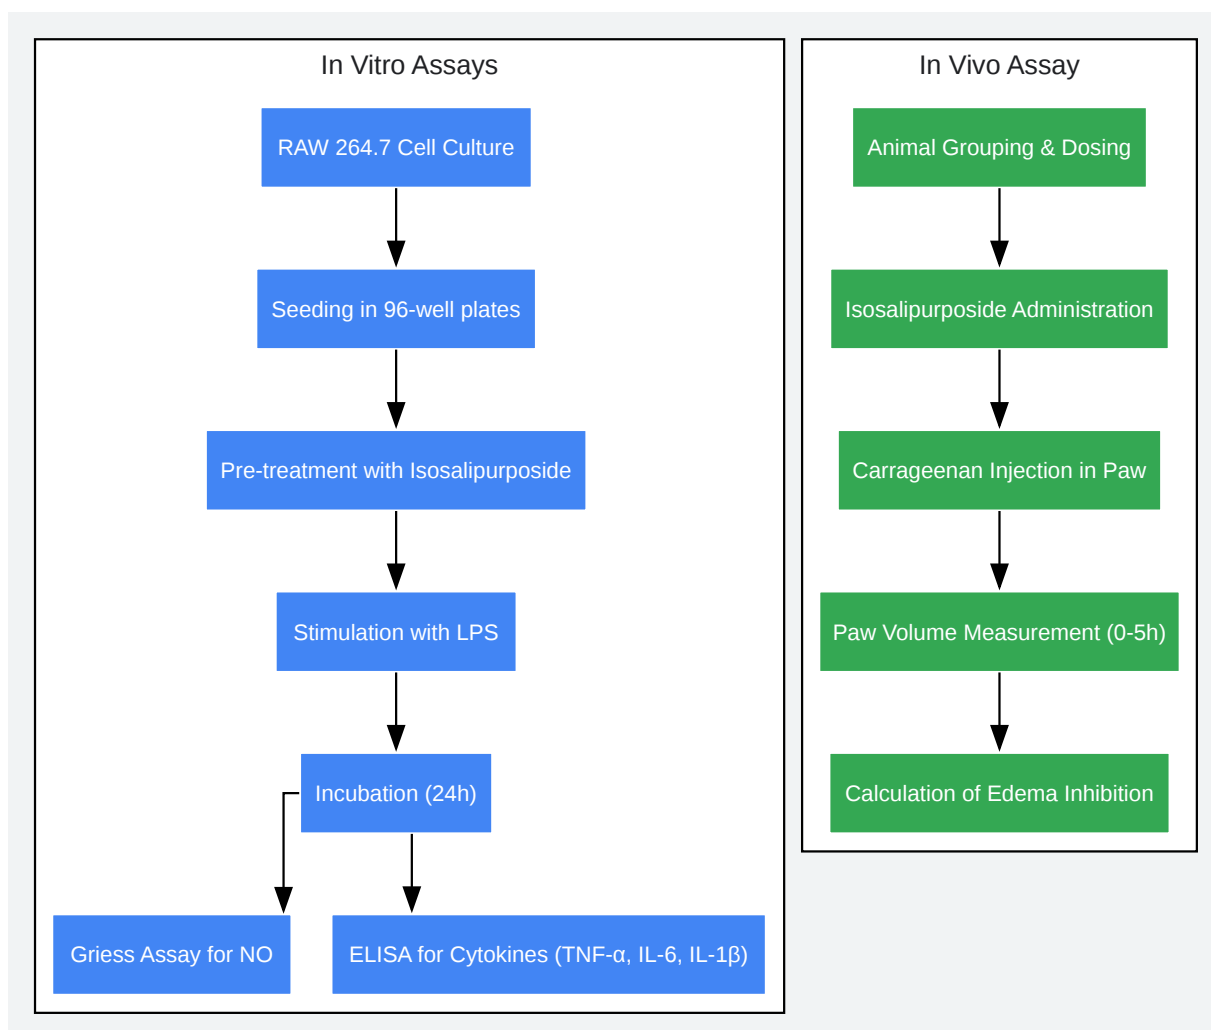 In Vitro Assays
RAW 264.7 Cell Culture
Seeding in 96-well plates
Pre-treatment with Isosalipurposide
Stimulation with LPS
Incubation (24h)
Griess Assay for NO
ELISA for Cytokines (TNF-α, IL-6, IL-1β)
In Vivo Assay
Animal Grouping & Dosing
Isosalipurposide Administration
Carrageenan Injection in Paw
Paw Volume Measurement (0-5h)
Calculation of Edema Inhibition